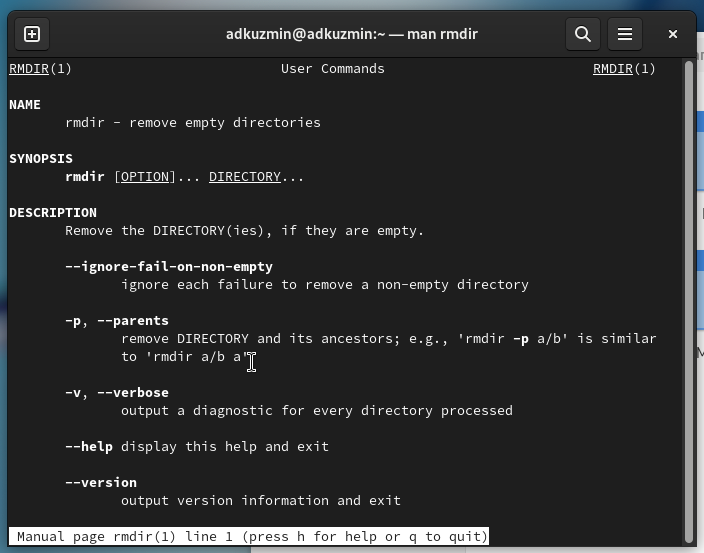 adkuzmin@adkuzmin:~ — man rmdir
RMDIR(1) User Commands RMDIR(1)
NAME
rmdir - remove empty directories
SYNOPSIS
rmdir [OPTION]... DIRECTORY...
DESCRIPTION
Remove the DIRECTORY(ies), if they are empty.
--ignore-fail-on-non-empty
ignore each failure to remove a non-empty directory
-p, --parents
remove DIRECTORY and its ancestors; e.g., 'rmdir -p a/b' is similar
to 'rmdir a/b a'
-v, --verbose
output a diagnostic for every directory processed
--help display this help and exit
--version
output version information and exit
Manual page rmdir(1) line 1 (press h for help or q to quit)